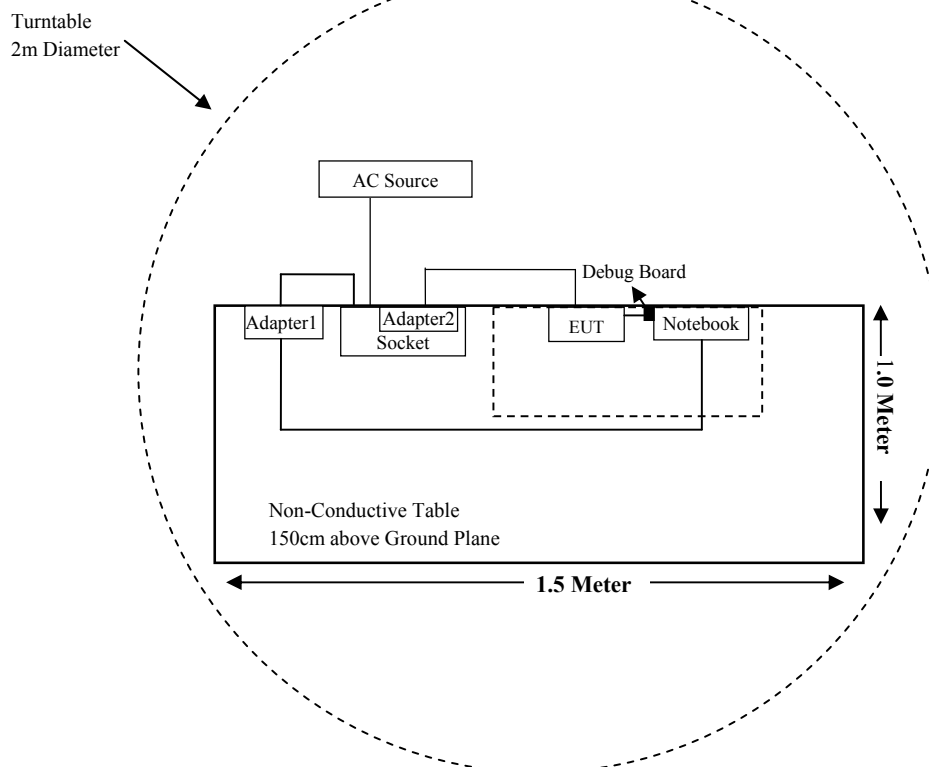 Turntable
2m Diameter
AC Source
Debug Board
Adapter1
Adapter2
Socket
EUT
Notebook
1.0 Meter
Non-Conductive Table
150cm above Ground Plane
1.5 Meter